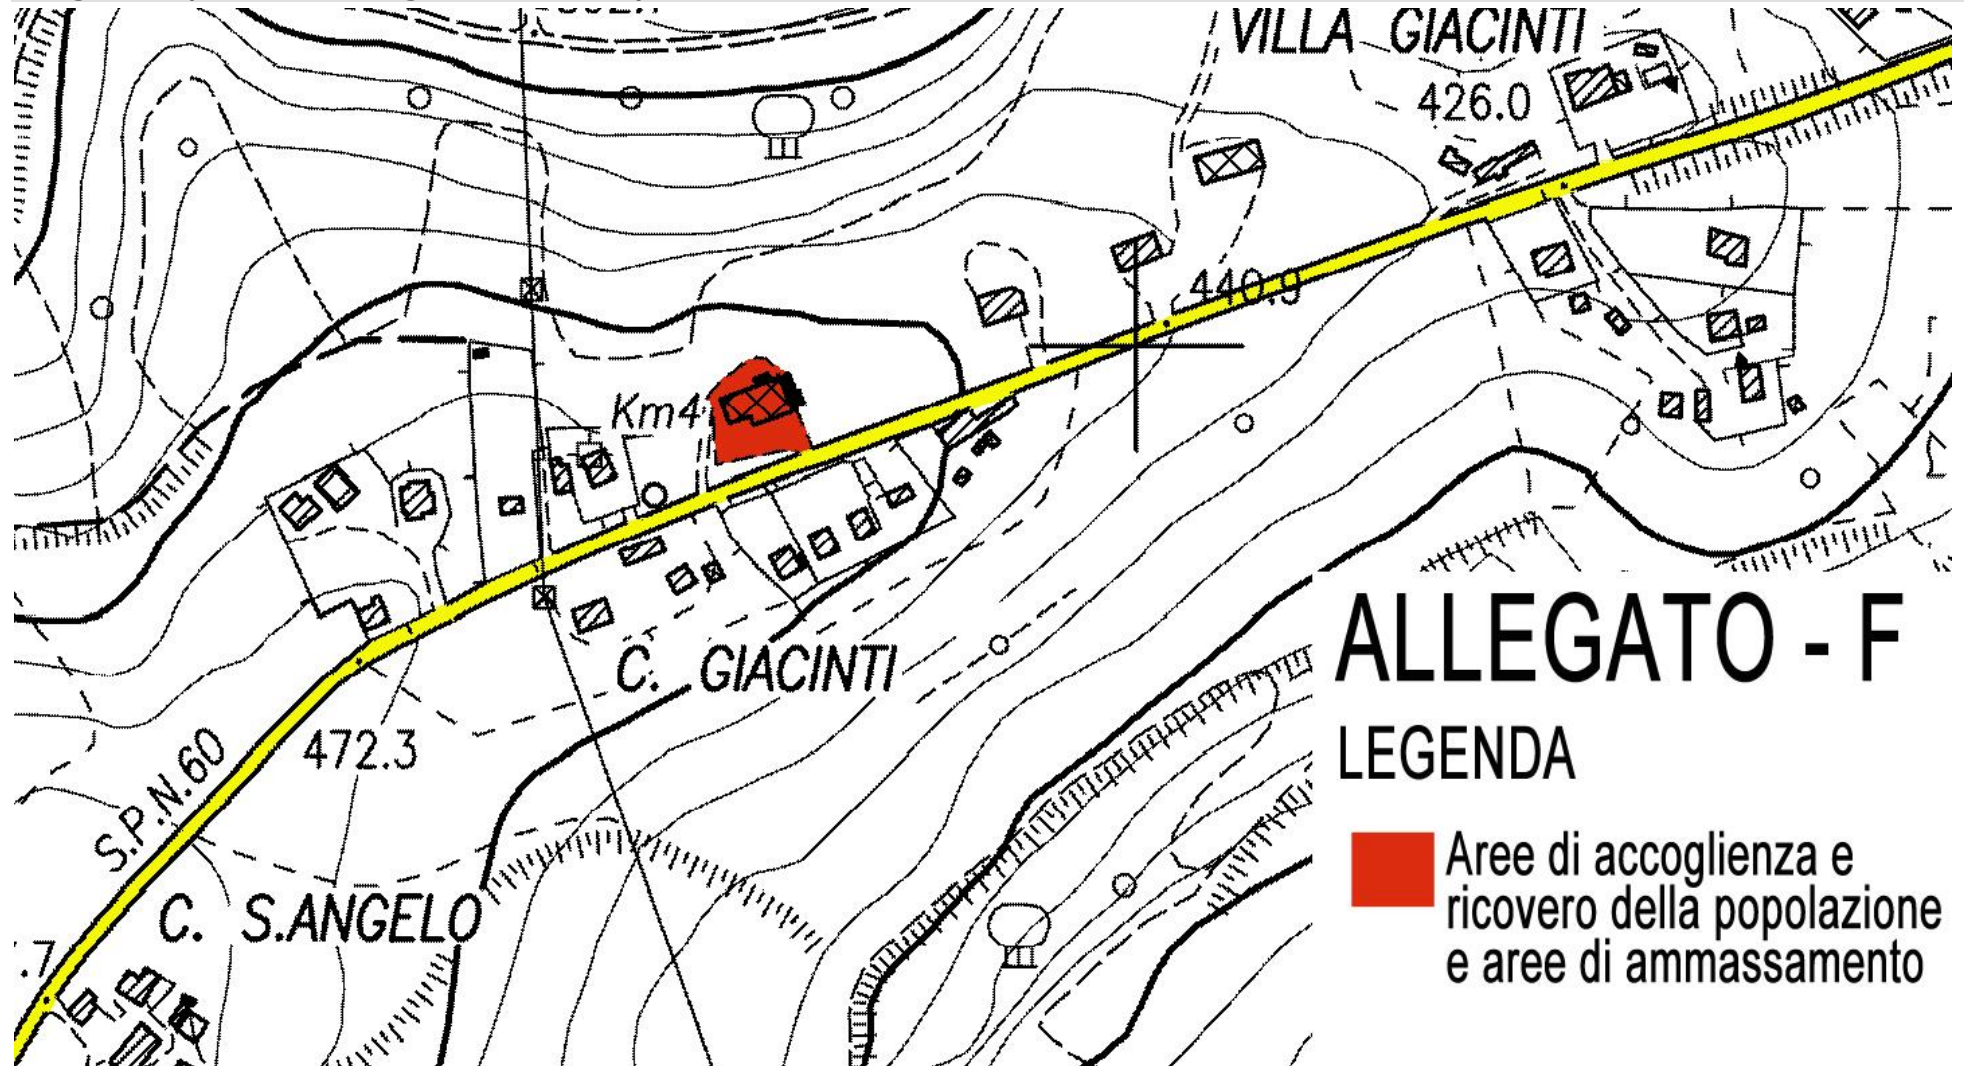 VILLA GIACINTI
426.0
440.9
Km4
C. GIACINTI
472.3
S.P.N.60
C. S.ANGELO
.7
ALLEGATO - F
LEGENDA
Aree di accoglienza e
ricovero della popolazione
e aree di ammassamento